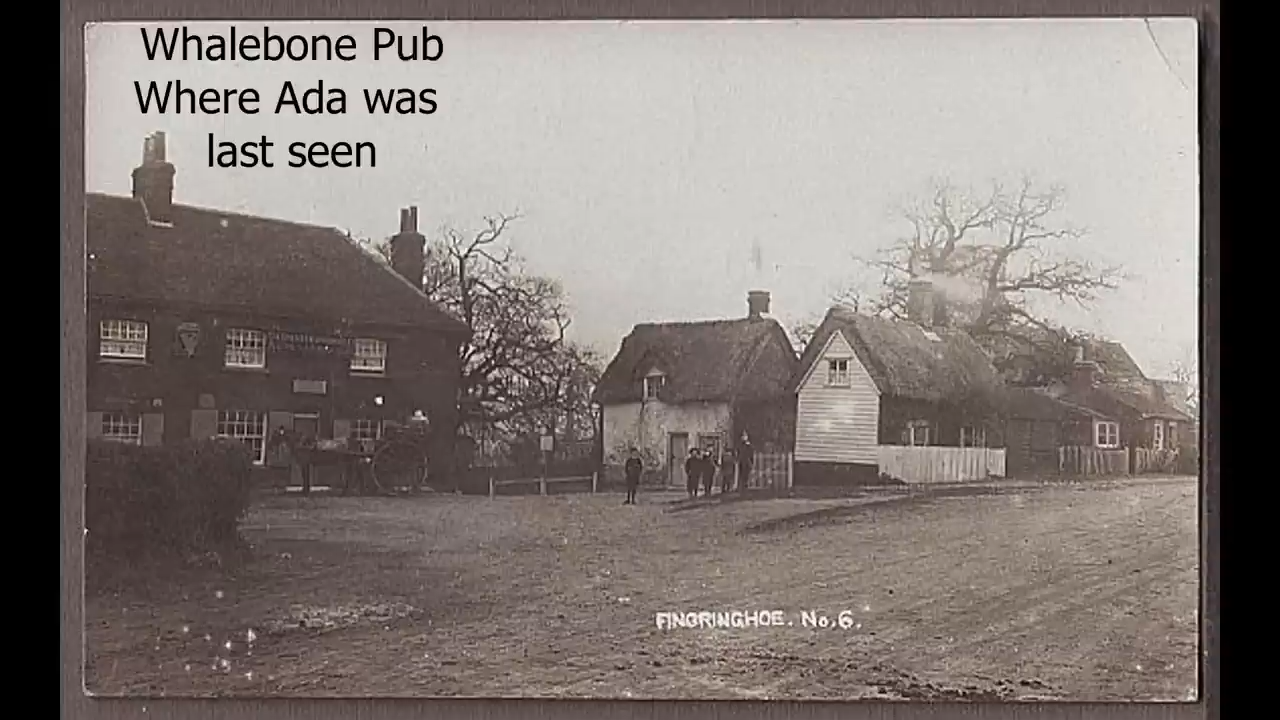 Whalebone Pub
Where Ada was
last seen
FINGRINGHOE. No.6.